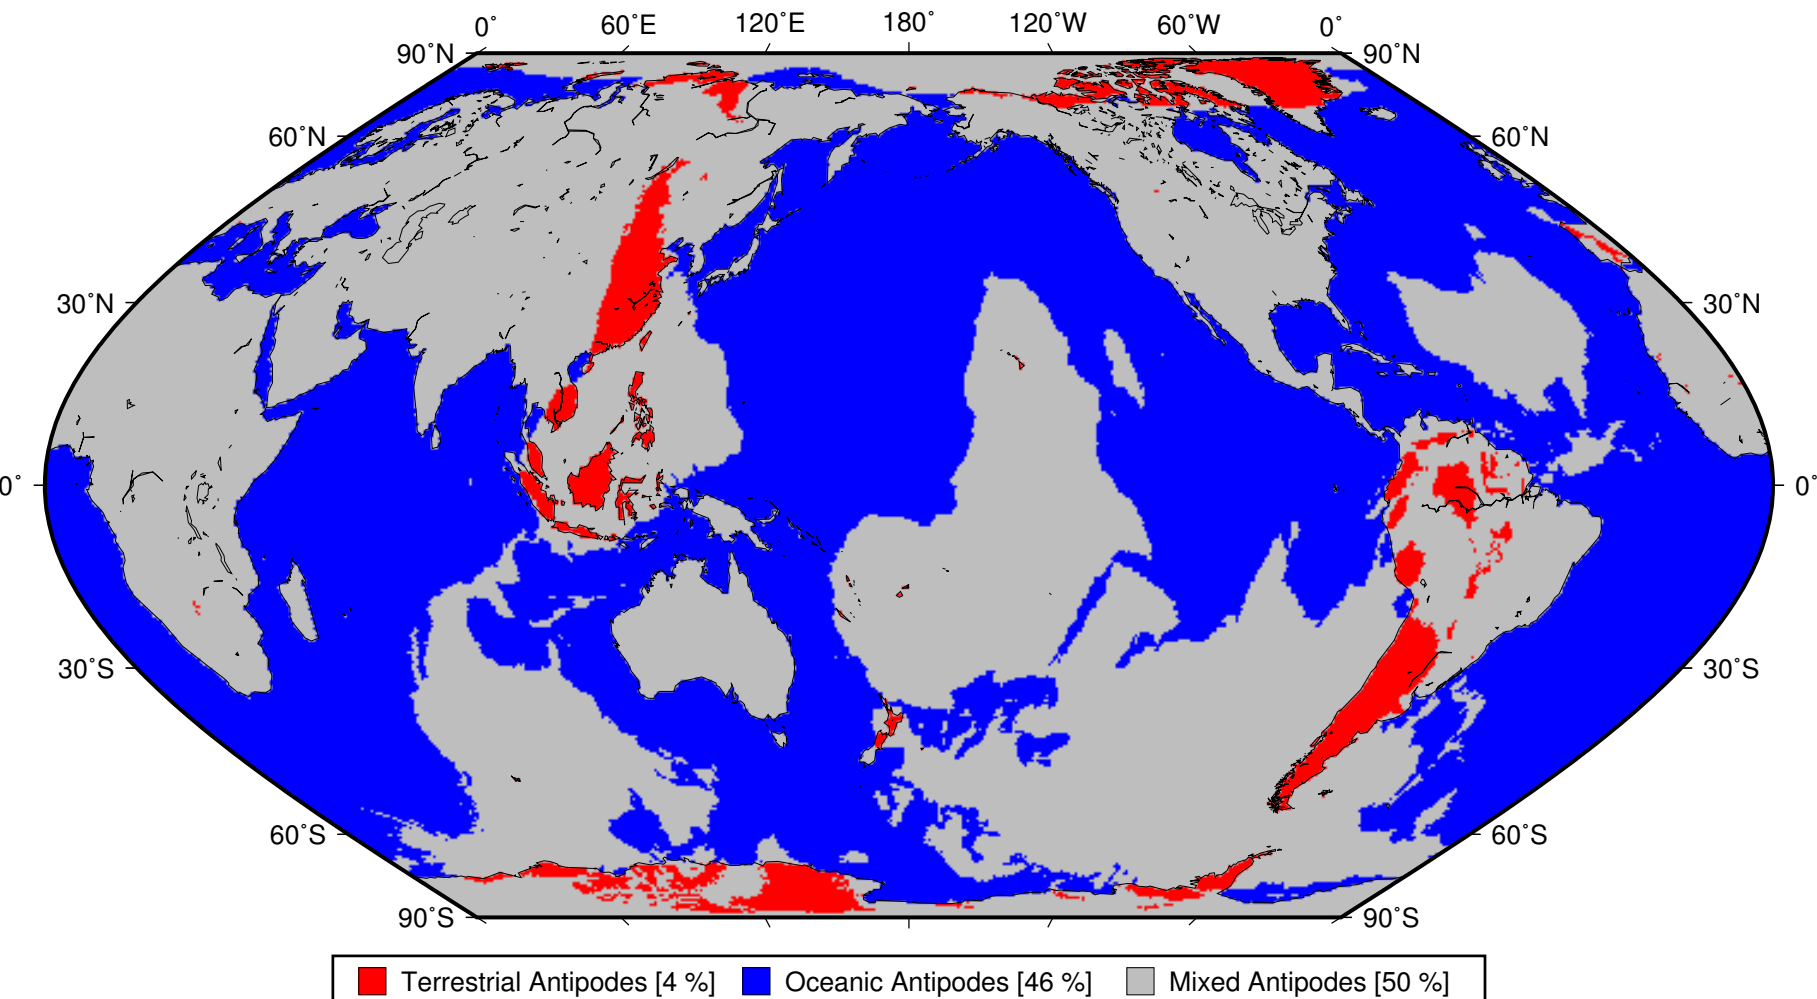 0° 60°E 120°E 180° 120°W 60°W 0°
90°N 90°N
60°N 60°N
30°N 30°N
0° 0°
30°S 30°S
60°S 60°S
90°S 90°S
Terrestrial Antipodes [4 %] Oceanic Antipodes [46 %] Mixed Antipodes [50 %]